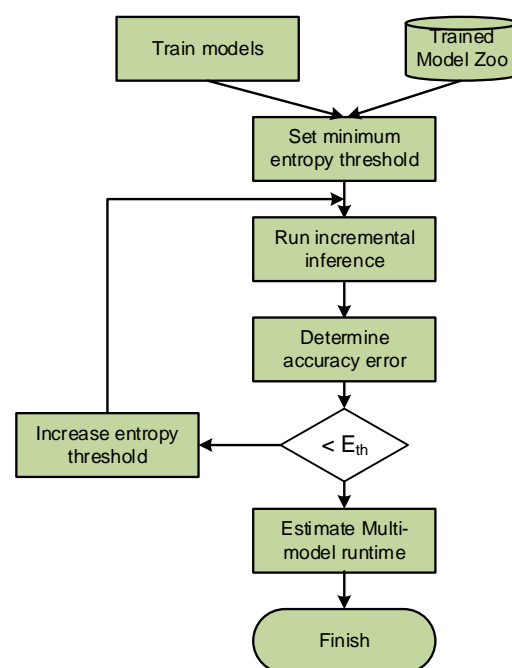 Train models
Trained
Model Zoo
Set minimum
entropy threshold
Run incremental
inference
Determine
accuracy error
< Eth
Increase entropy
threshold
Estimate Multi-
model runtime
Finish